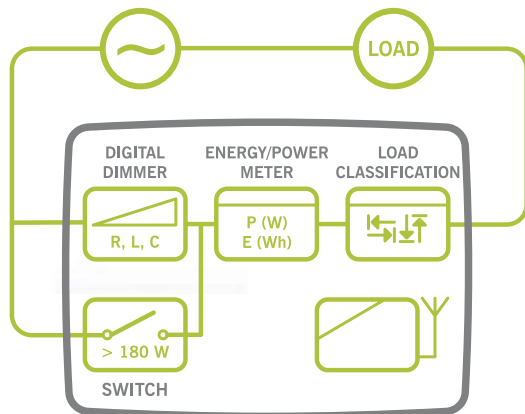 LOAD
DIGITAL
DIMMER
ENERGY/POWER
METER
LOAD
CLASSIFICATION
R, L, C
P (W)
E (Wh)
> 180 W
SWITCH